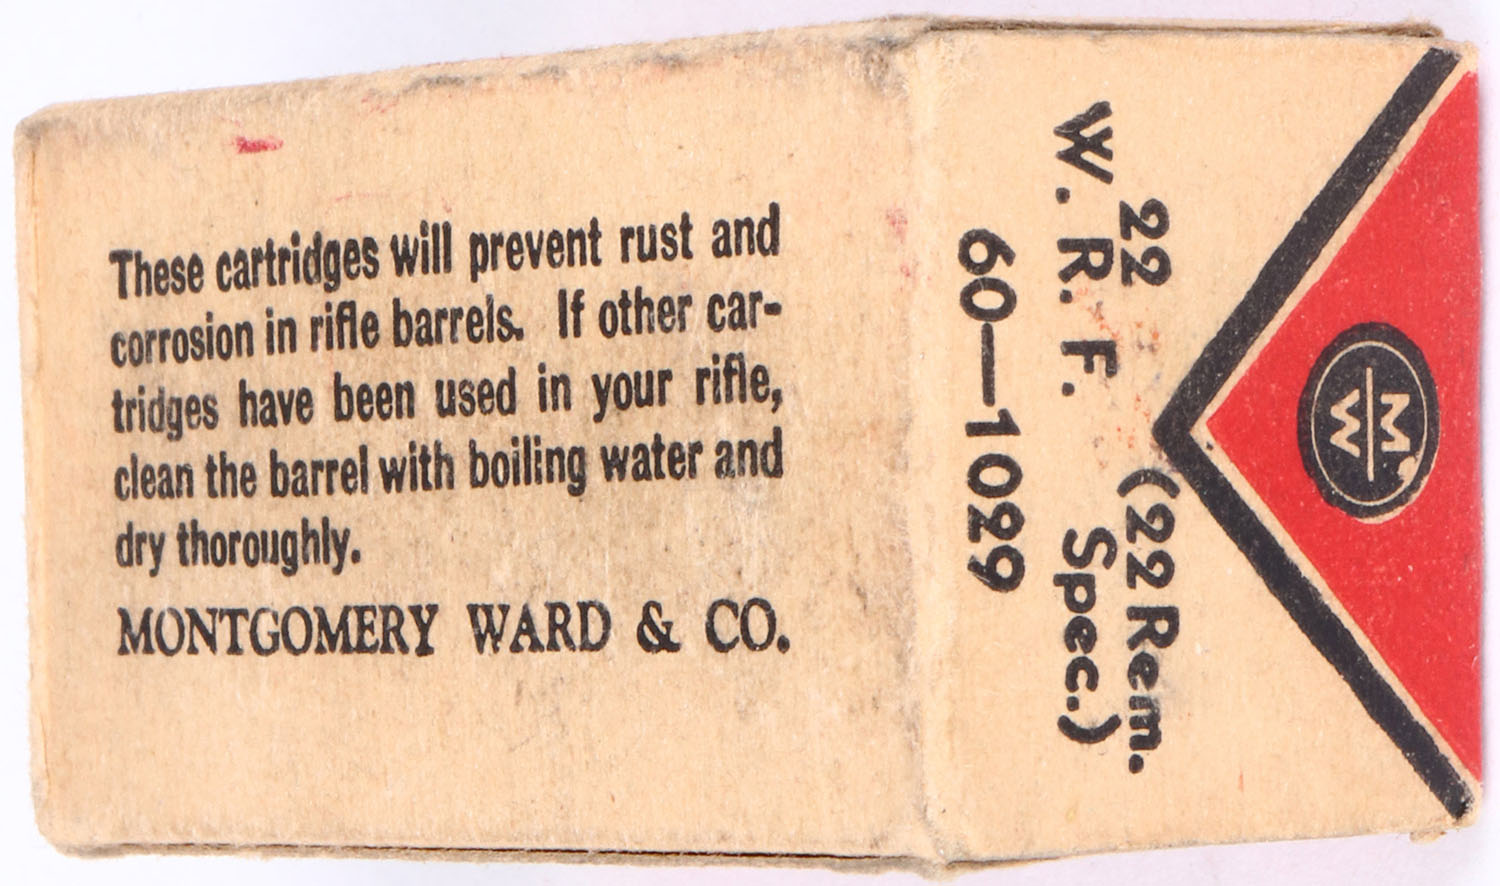 These cartridges will prevent rust and
corrosion in rifle barrels. If other car-
tridges have been used in your rifle,
clean the barrel with boiling water and
dry thoroughly.
MONTGOMERY WARD & CO.
M
W
22 (22 Rem.
W. R. F. Spec.)
60—1029